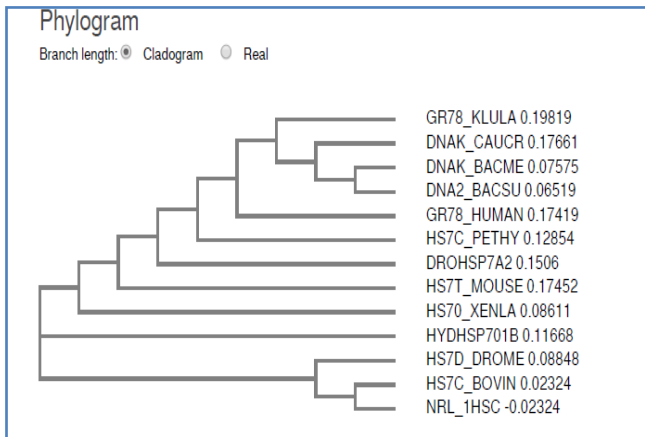 Phylogram
Branch length: Cladogram Real
GR78_KLULA 0.19819
DNAK_CAUCR 0.17661
DNAK_BACME 0.07575
DNA2_BACSU 0.06519
GR78_HUMAN 0.17419
HS7C_PETHY 0.12854
DROHSP7A2 0.1506
HS7T_MOUSE 0.17452
HS70_XENLA 0.08611
HYDHSP701B 0.11668
HS7D_DROME 0.08848
HS7C_BOVIN 0.02324
NRL_1HSC -0.02324